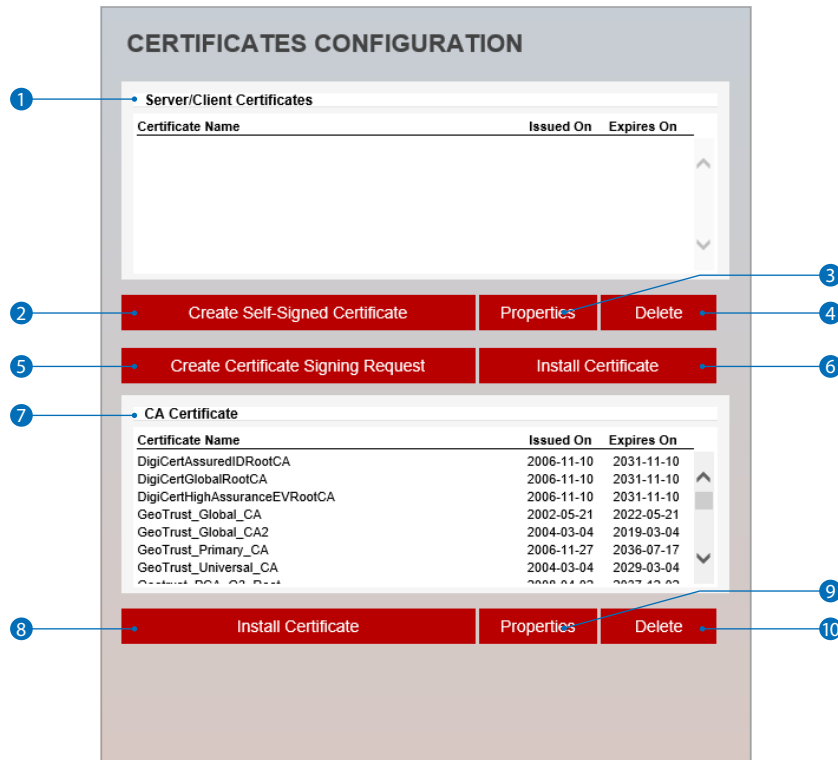 CERTIFICATES CONFIGURATION
1 Server/Client Certificates
Certificate Name Issued On Expires On
3
2 Create Self-Signed Certificate Properties Delete 4
5 Create Certificate Signing Request Install Certificate 6
7 CA Certificate
Certificate Name Issued On Expires On
DigiCertAssuredIDRootCA 2006-11-10 2031-11-10
DigiCertGlobalRootCA 2006-11-10 2031-11-10
DigiCertHighAssuranceEVRootCA 2006-11-10 2031-11-10
GeoTrust_Global_CA 2002-05-21 2022-05-21
GeoTrust_Global_CA2 2004-03-04 2019-03-04
GeoTrust_Primary_CA 2006-11-27 2036-07-17
GeoTrust_Universal_CA 2004-03-04 2029-03-04
9
8 Install Certificate Properties Delete 10